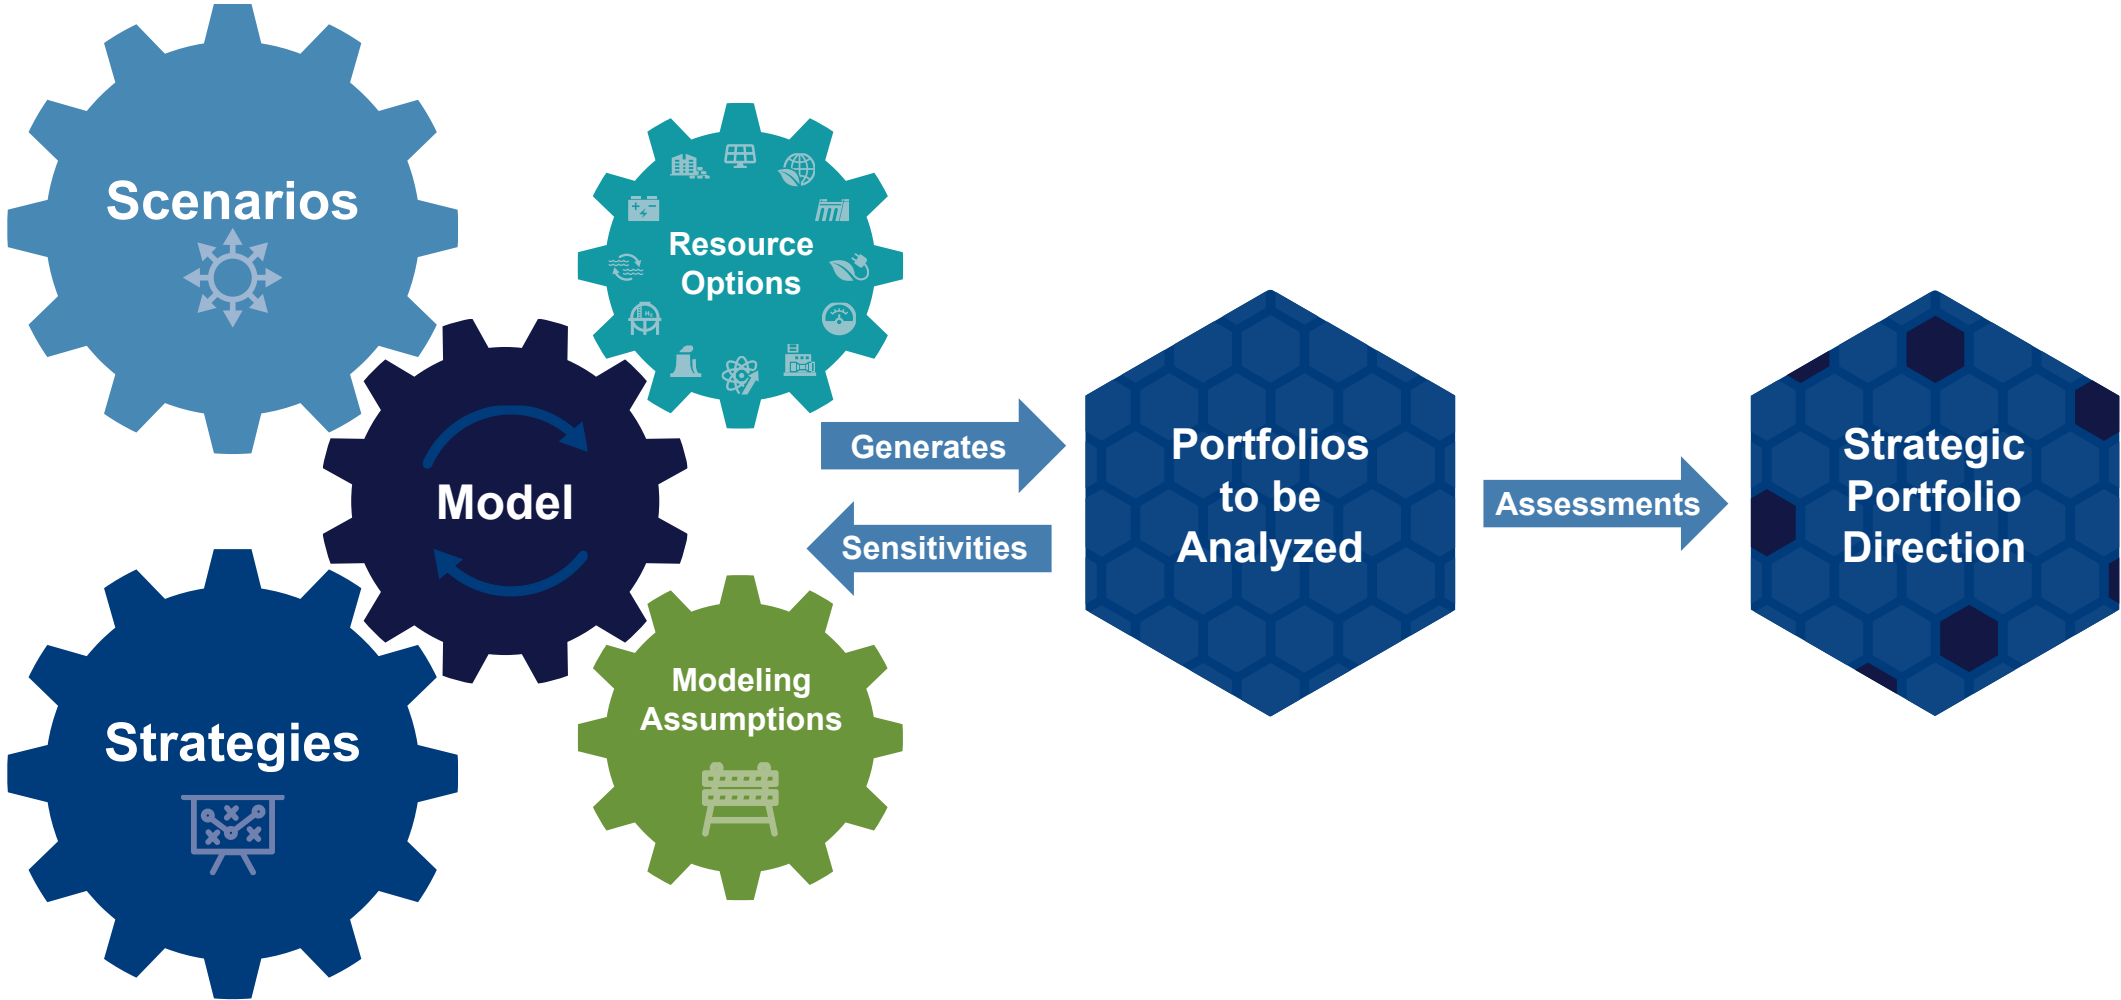 Scenarios
Resource
Options
Model
Strategies
Modeling
Assumptions
Generates
Sensitivities
Portfolios
to be
Analyzed
Assessments
Strategic
Portfolio
Direction